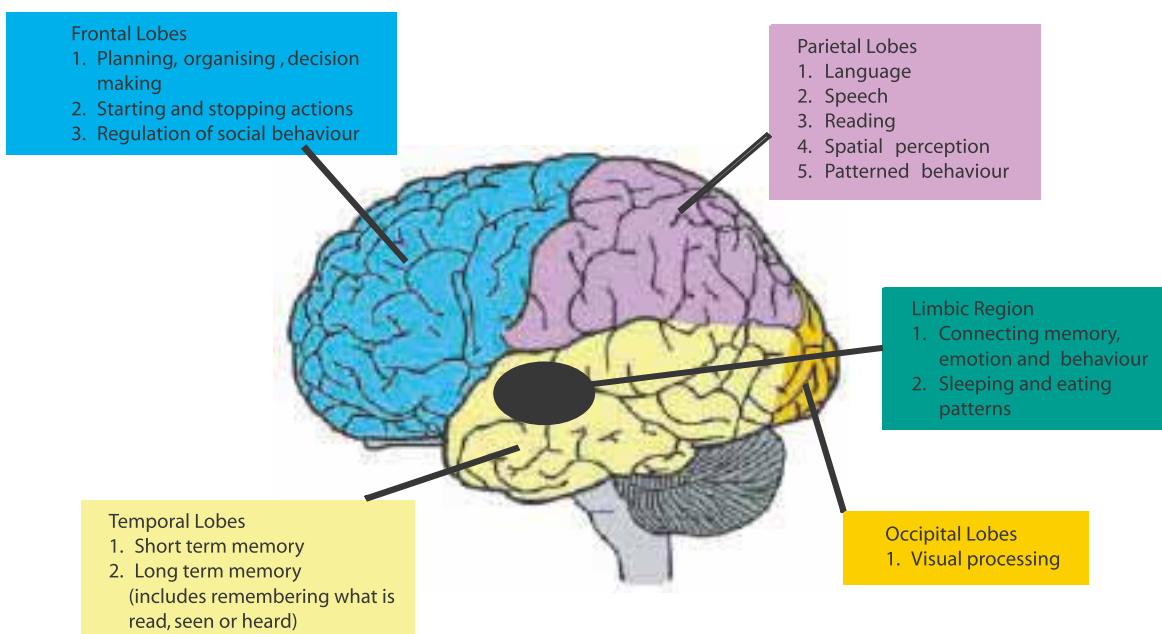 Frontal Lobes
1. Planning, organising , decision
making
2. Starting and stopping actions
3. Regulation of social behaviour
Parietal Lobes
1. Language
2. Speech
3. Reading
4. Spatial perception
5. Patterned behaviour
Limbic Region
1. Connecting memory,
emotion and behaviour
2. Sleeping and eating
patterns
Temporal Lobes
1. Short term memory
2. Long term memory
(includes remembering what is
read, seen or heard)
Occipital Lobes
1. Visual processing